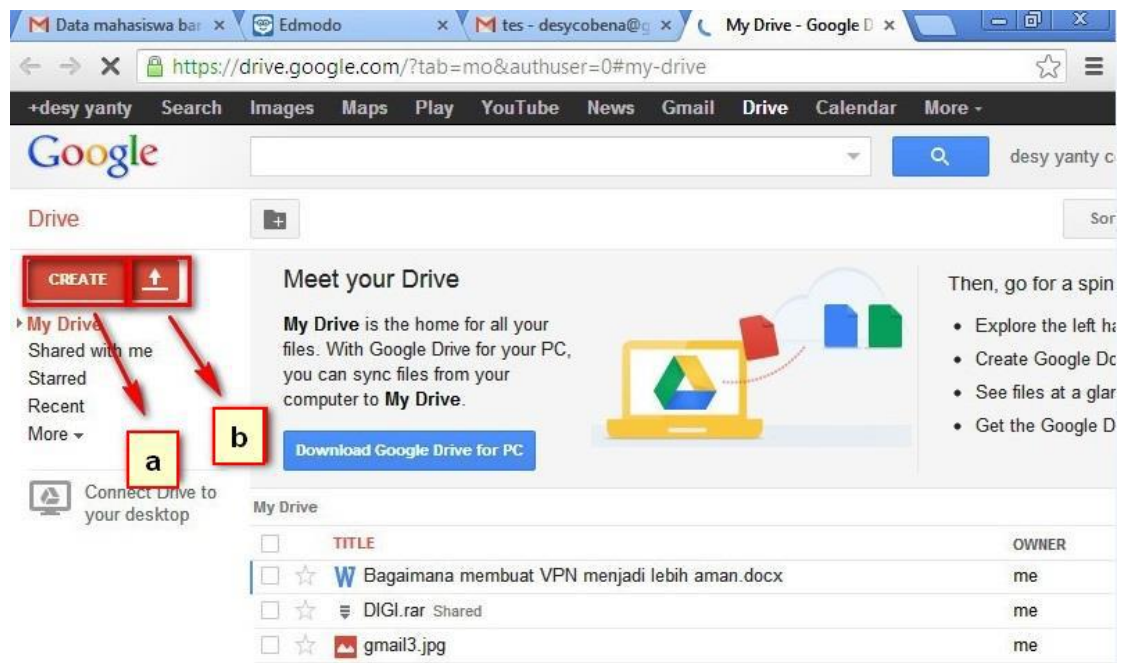 Data mahasiswa bar
Edmodo
tes - desycobena@g
My Drive - Google D
https://drive.google.com/?tab=mo&authuser=0#my-drive
+desy yanty Search Images Maps Play YouTube News Gmail Drive Calendar More
Google
desy yanty c
Drive
Sor
CREATE
My Drive
Shared with me
Starred
Recent
More
a
b
Connect Drive to
your desktop
Meet your Drive
My Drive is the home for all your
files. With Google Drive for your PC,
you can sync files from your
computer to My Drive.
Download Google Drive for PC
Then, go for a spin
Explore the left ha
Create Google Do
See files at a glar
Get the Google D
My Drive
TITLE OWNER
Bagaimana membuat VPN menjadi lebih aman.docx me
DIGI.rar Shared me
gmail3.jpg me